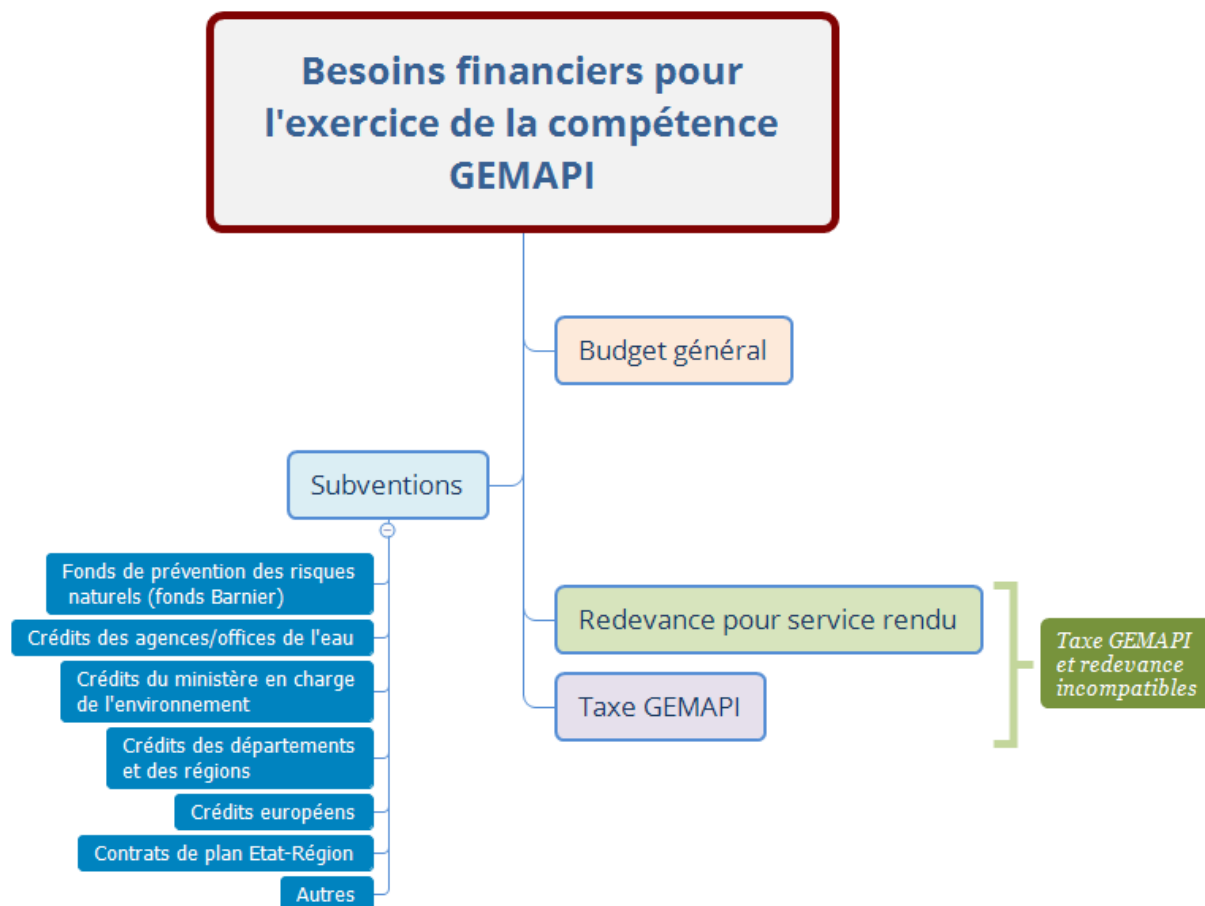 Besoins financiers pour
l'exercice de la compétence
GEMAPI
Budget général
Subventions
Fonds de prévention des risques
naturels (fonds Barnier)
Crédits des agences/offices de l'eau
Crédits du ministère en charge
de l'environnement
Crédits des départements
et des régions
Crédits européens
Contrats de plan Etat-Région
Autres
Redevance pour service rendu
Taxe GEMAPI
Taxe GEMAPI
et redevance
incompatibles